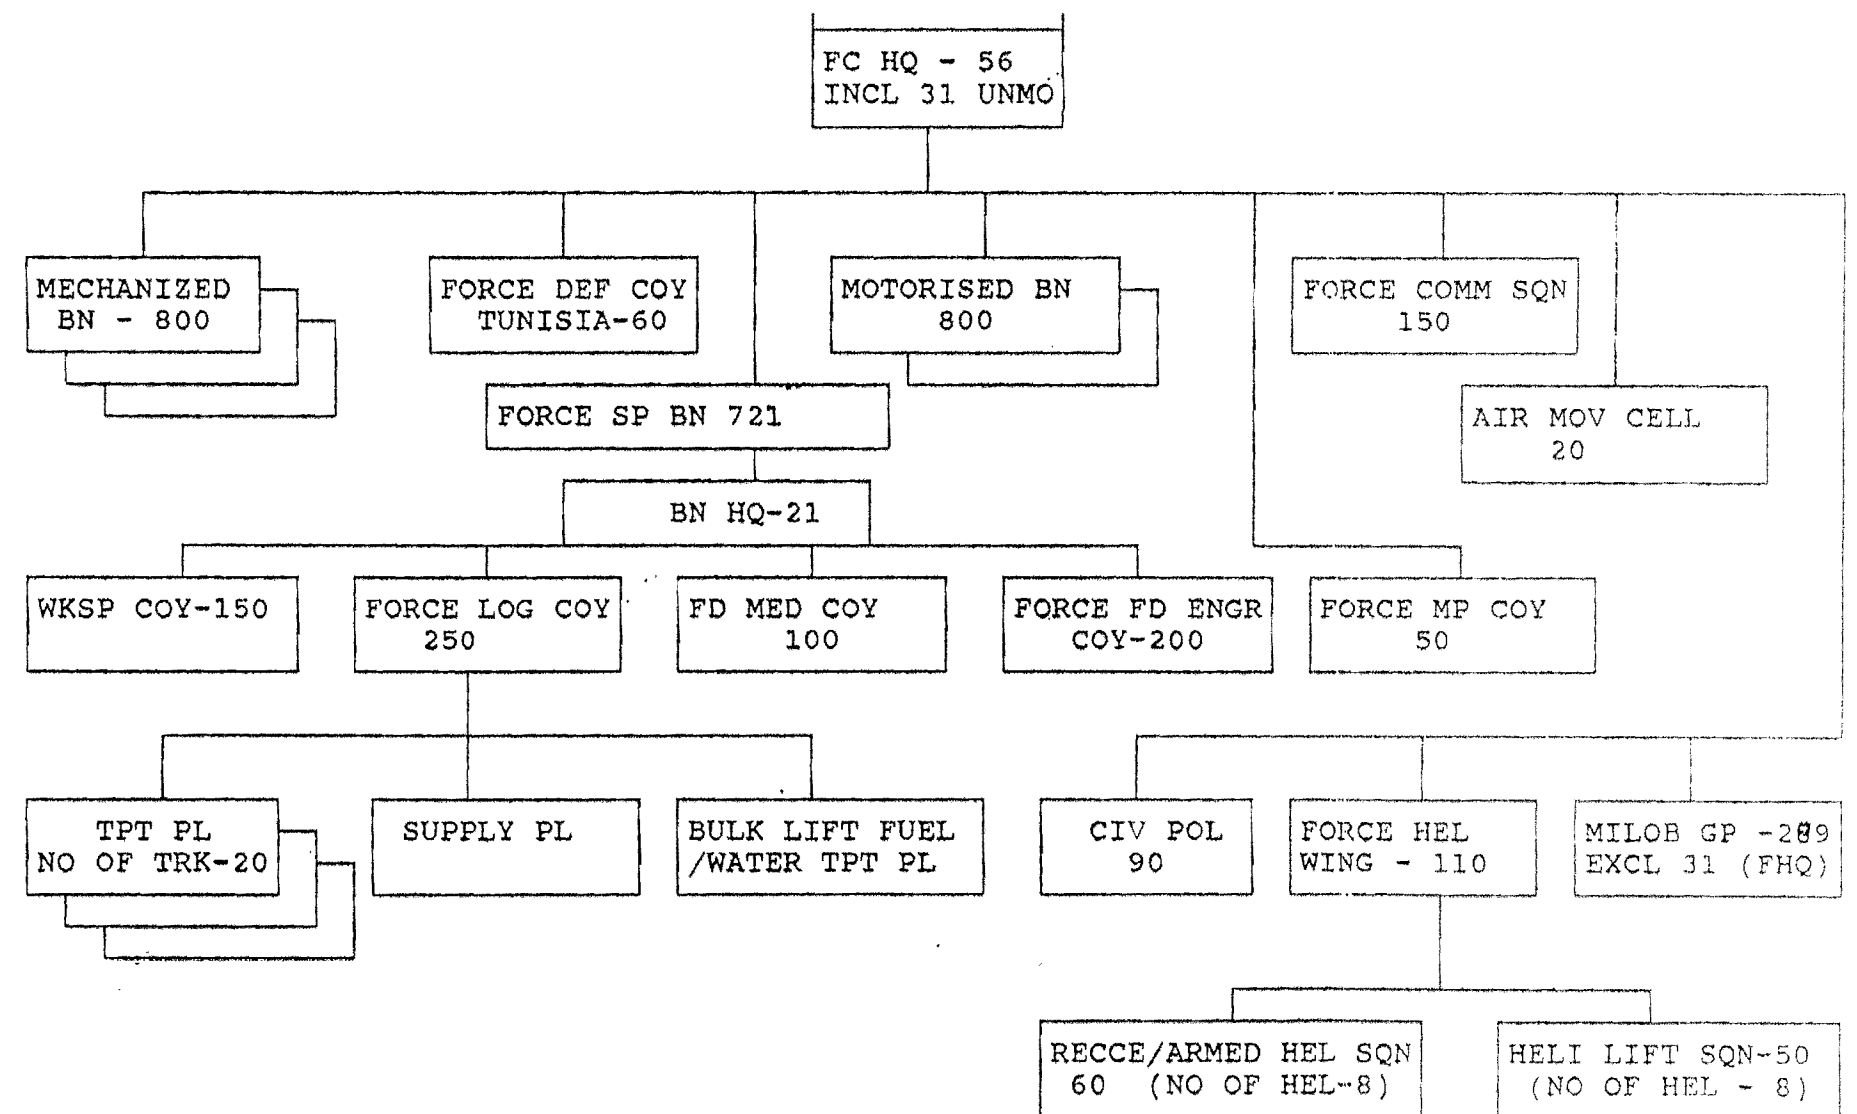 FC HQ - 56
INCL 31 UNMO
MECHANIZED
BN - 800
FORCE DEF COY
TUNISIA-60
MOTORISED BN
800
FORCE COMM SQN
150
FORCE SP BN 721
AIR MOV CELL
20
BN HQ-21
WKSP COY-150
FORCE LOG COY
250
FD MED COY
100
FORCE FD ENGR
COY-200
FORCE MP COY
50
TPT PL
NO OF TRK-20
SUPPLY PL
BULK LIFT FUEL
/WATER TPT PL
CIV POL
90
FORCE HEL
WING - 110
MILOB GP
EXCL 31 (FHQ)
RECCE/ARMED HEL SQN
60 (NO OF HEL-8)
HELI LIFT SQN-50
(NO OF HEL - 8)